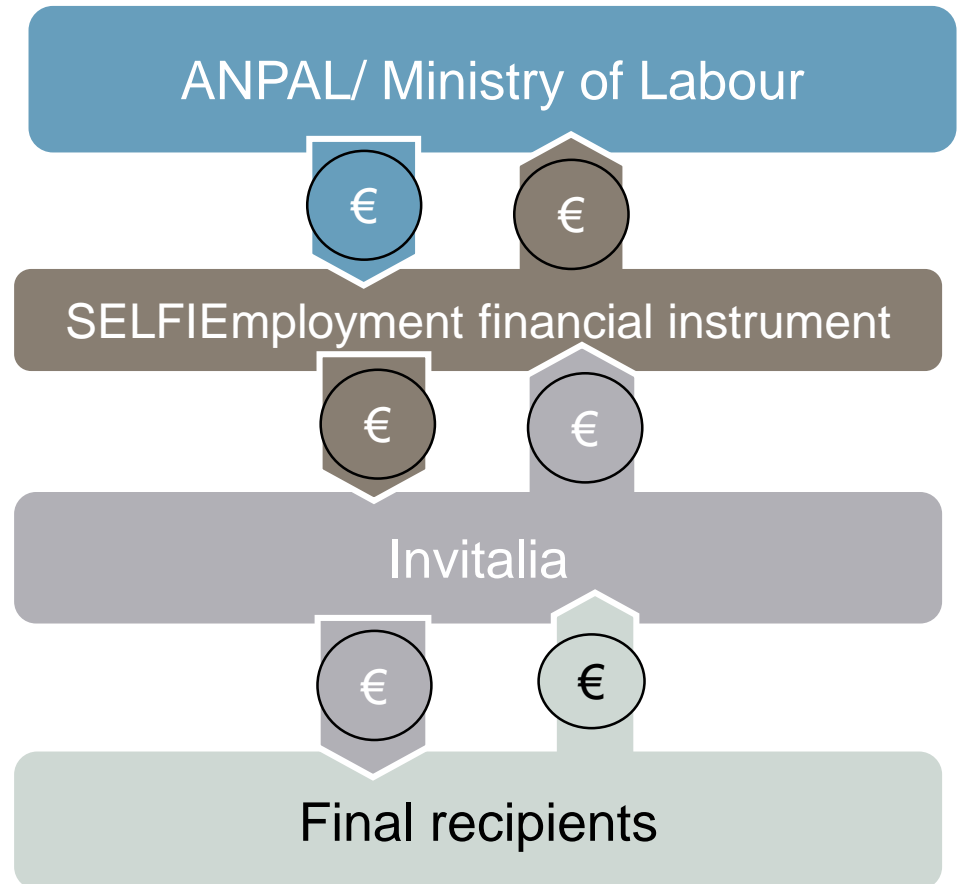 ANPAL/ Ministry of Labour
€ €
SELFIEmployment financial instrument
€ €
Invitalia
€ €
Final recipients